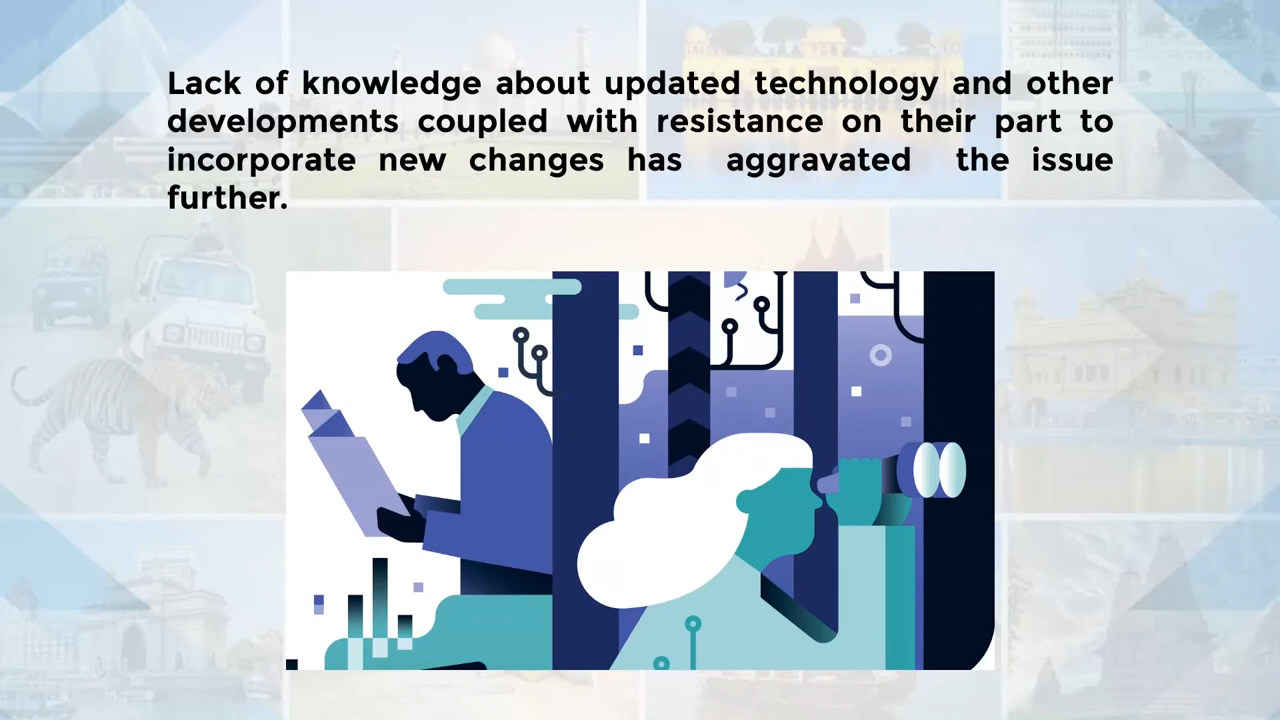 Lack of knowledge about updated technology and other
developments coupled with resistance on their part to
incorporate new changes has aggravated the issue
further.